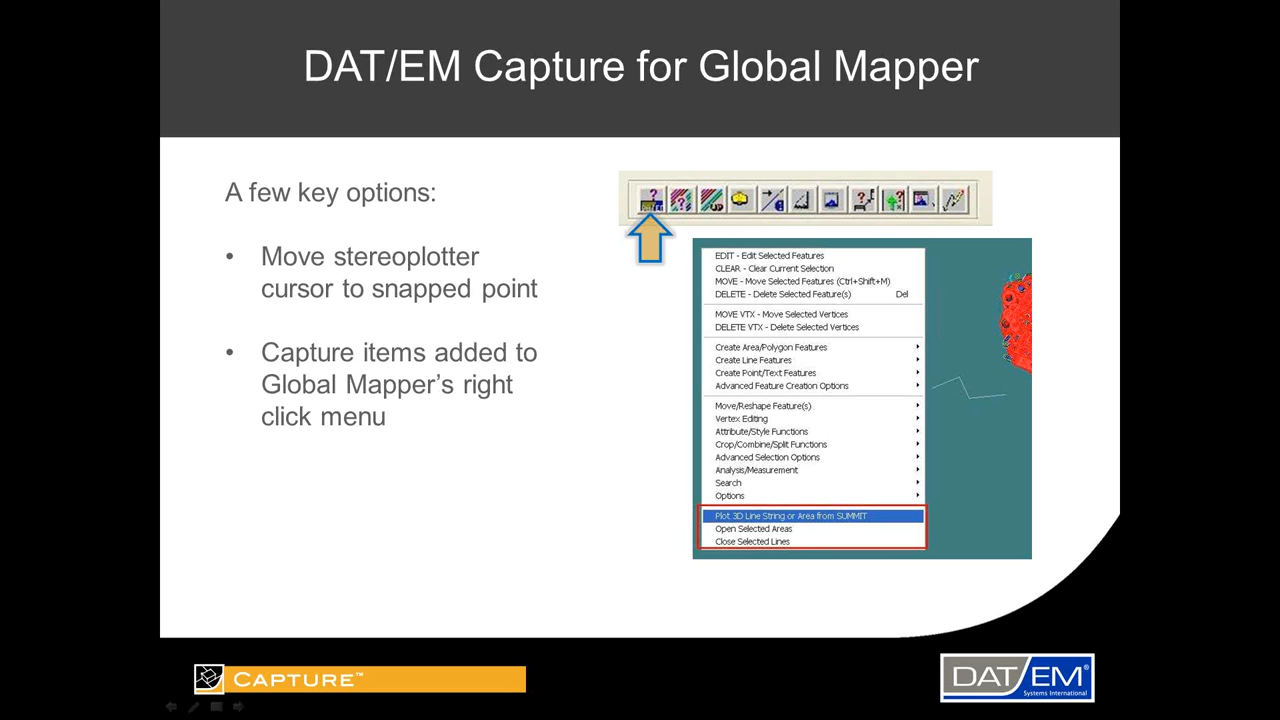 DAT/EM Capture for Global Mapper
A few key options:
• Move stereoplotter
cursor to snapped point
• Capture items added to
Global Mapper’s right
click menu
EDIT - Edit Selected Features
CLEAR - Clear Current Selection
MOVE - Move Selected Features (Ctrl+Shift+M)
DELETE - Delete Selected Feature(s) Del
MOVE VTX - Move Selected Vertices
DELETE VTX - Delete Selected Vertices
Create Area/Polygon Features
Create Line Features
Create Point/Text Features
Advanced Feature Creation Options
Move/Reshape Feature(s)
Vertex Editing
Attribute/Style Functions
Crop/Combine/Split Functions
Advanced Selection Options
Analysis/Measurement
Search
Options
Plot 3D Line String or Area from SUMMIT
Open Selected Areas
Close Selected Lines
CAPTURE™
DAT/EM®
Systems International